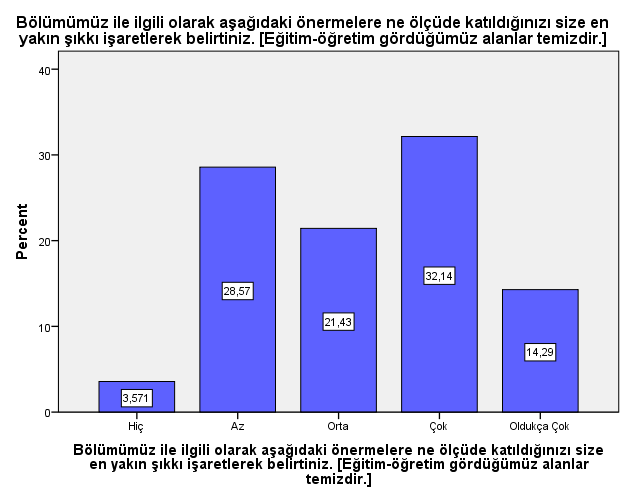 Bölümümüz ile ilgili olarak aşağıdaki önermelere ne ölçüde katıldığınızı size en
yakın şıkkı işaretlerek belirtiniz. [Eğitim-öğretim gördüğümüz alanlar temizdir.]
40
30
20
10
0
Percent
3,571
28,57
21,43
32,14
14,29
Hiç
Az
Orta
Çok
Oldukça Çok
Bölümümüz ile ilgili olarak aşağıdaki önermelere ne ölçüde katıldığınızı size
en yakın şıkkı işaretlerek belirtiniz. [Eğitim-öğretim gördüğümüz alanlar
temizdir.]